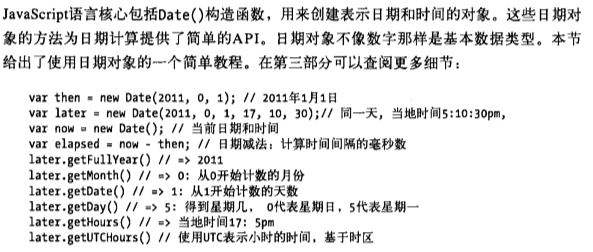 JavaScript语言核心包括Date()构造函数，用来创建表示日期和时间的对象。这些日期对
象的方法为日期计算提供了简单的API。日期对象不像数字那样是基本数据类型。本节
给出了使用日期对象的一个简单教程。在第三部分可以查阅更多细节：
var then = new Date(2011, 0, 1); // 2011年1月1日
var later = new Date(2011, 0, 1, 17, 10, 30);// 同一天, 当地时间5:10:30pm,
var now = new Date(); // 当前日期和时间
var elapsed = now - then; // 日期减法：计算时间间隔的毫秒数
later.getFullYear() // => 2011
later.getMonth() // => 0: 从0开始计数的月份
later.getDate() // => 1: 从1开始计数的天数
later.getDay() // => 5: 得到星期几, 0代表星期日，5代表星期一
later.getHours() // => 当地时间17: 5pm
later.getUTCHours() // 使用UTC表示小时的时间，基于时区